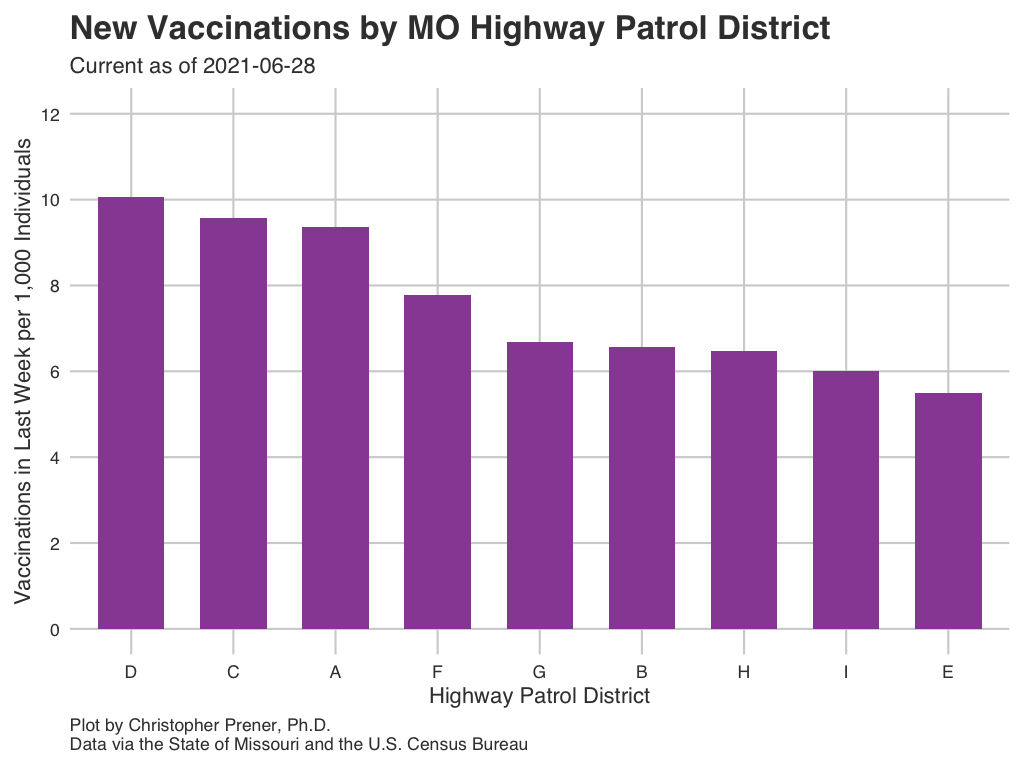 New Vaccinations by MO Highway Patrol District
Current as of 2021-06-28
Vaccinations in Last Week per 1,000 Individuals
12
10
8
6
4
2
0
D C A F G B H I E
Highway Patrol District
Plot by Christopher Prener, Ph.D.
Data via the State of Missouri and the U.S. Census Bureau